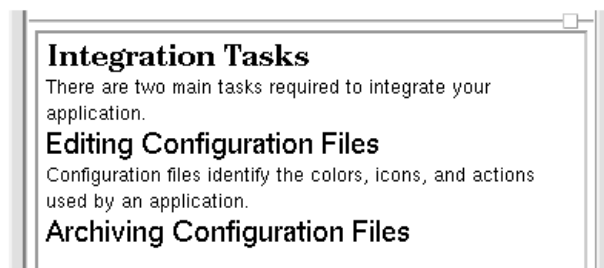 Integration Tasks
There are two main tasks required to integrate your
application.
Editing Configuration Files
Configuration files identify the colors, icons, and actions
used by an application.
Archiving Configuration Files